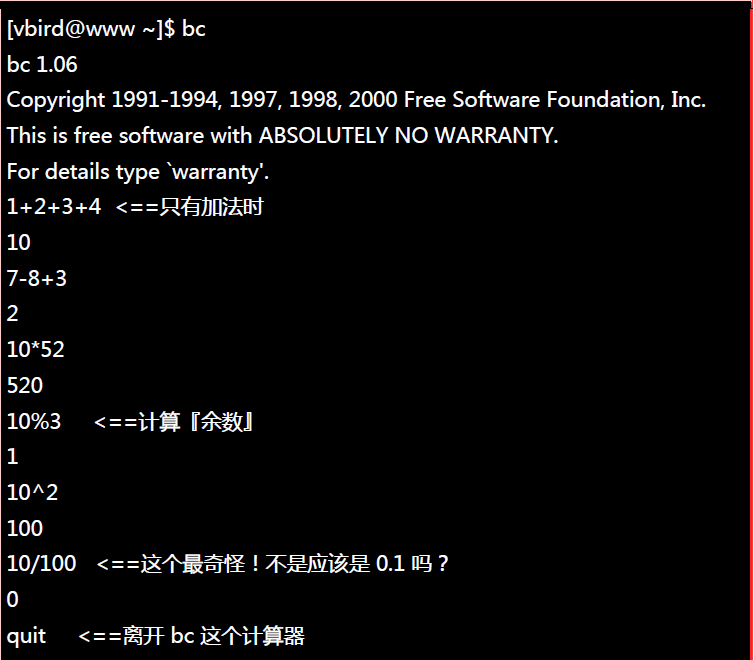 [vbird@www ~]$ bc
bc 1.06
Copyright 1991-1994, 1997, 1998, 2000 Free Software Foundation, Inc.
This is free software with ABSOLUTELY NO WARRANTY.
For details type `warranty'.
1+2+3+4  <==只有加法时
10
7-8+3
2
10*52
520
10%3     <==计算『余数』
1
10^2
100
10/100   <==这个最奇怪！不是应该是 0.1 吗？
0
quit     <==离开 bc 这个计算器